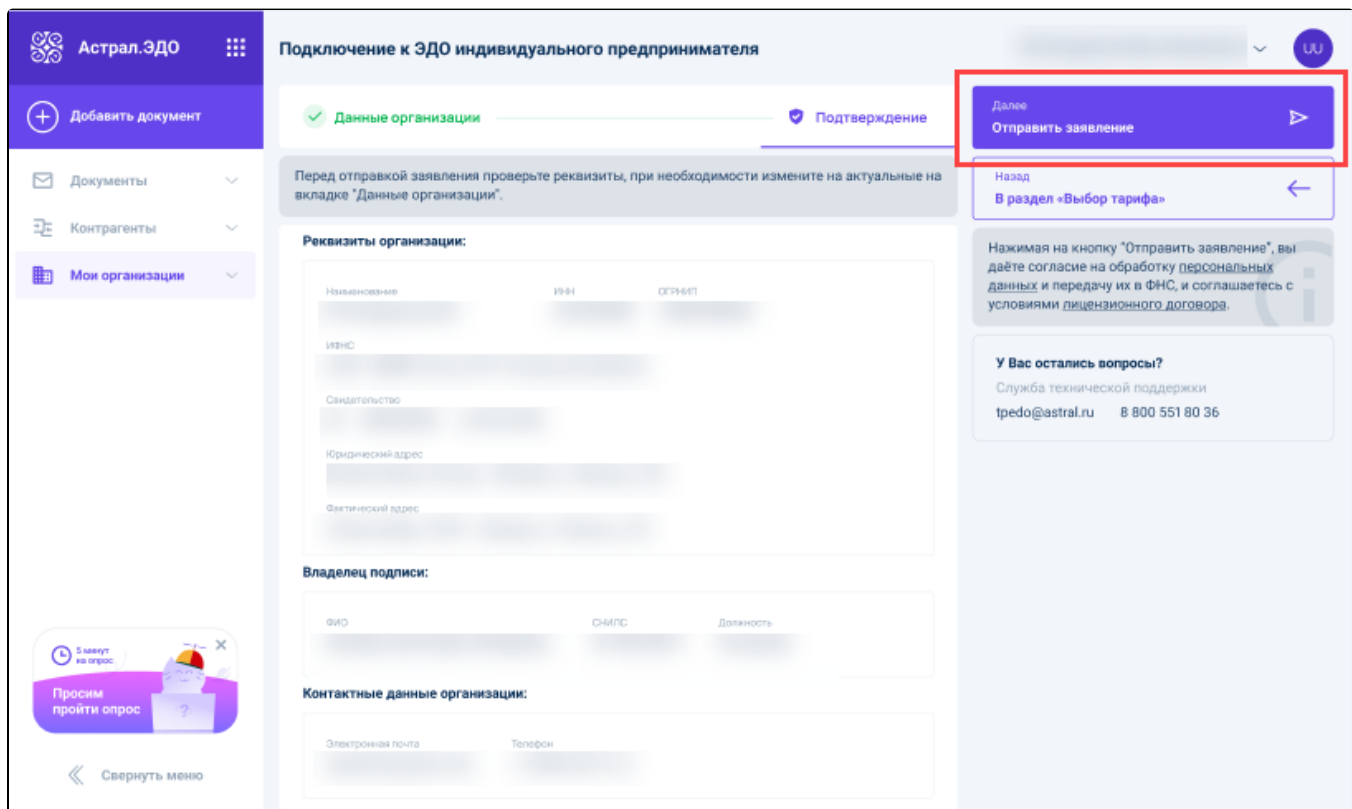 Астрал.ЭДО
Подключение к ЭДО индивидуального предпринимателя
UU
Добавить документ
Документы
Контрагенты
Мои организации
5 минут
на опрос
Просим
пройти опрос
?
Свернуть меню
Данные организации
Подтверждение
Перед отправкой заявления проверьте реквизиты, при необходимости измените на актуальные на
вкладке "Данные организации".
Реквизиты организации:
Наименование ИНН ОГРНИП
ИФНС
Свидетельство
Юридический адрес
Фактический адрес
Владелец подписи:
ФИО СНИЛС Должность
Контактные данные организации:
Электронная почта Телефон
Далее
Отправить заявление
Назад
В раздел «Выбор тарифа»
Нажимая на кнопку "Отправить заявление", вы
даёте согласие на обработку персональных
данных и передачу их в ФНС, и соглашаетесь с
условиями лицензионного договора.
У Вас остались вопросы?
Служба технической поддержки
tpedo@astral.ru 8 800 551 80 36